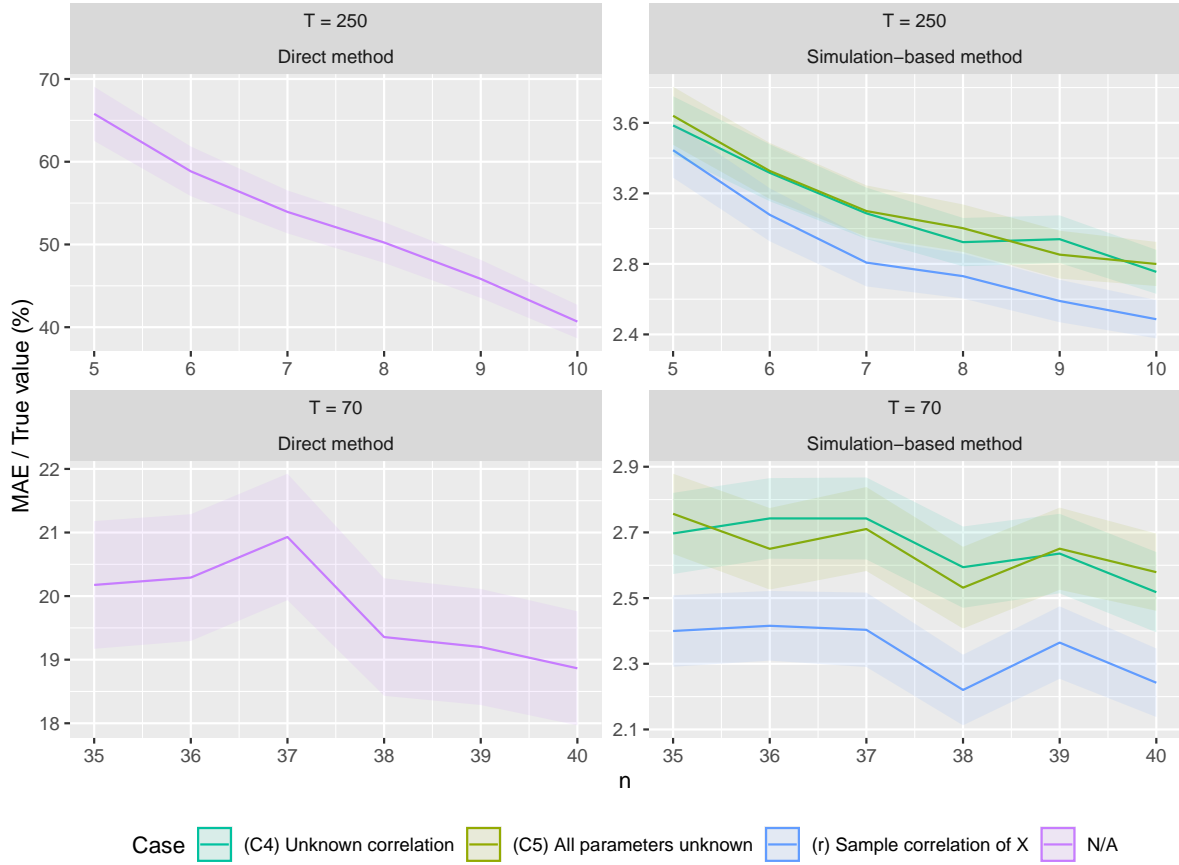 T = 250
Direct method
70
60
50
40
5 6 7 8 9 10
T = 250
Simulation−based method
3.6
3.2
2.8
2.4
5 6 7 8 9 10
T = 70
Direct method
22
21
20
19
18
35 36 37 38 39 40
T = 70
Simulation−based method
2.9
2.7
2.5
2.3
2.1
35 36 37 38 39 40
MAE / True value (%)
n
Case (C4) Unknown correlation (C5) All parameters unknown (r) Sample correlation of X N/A